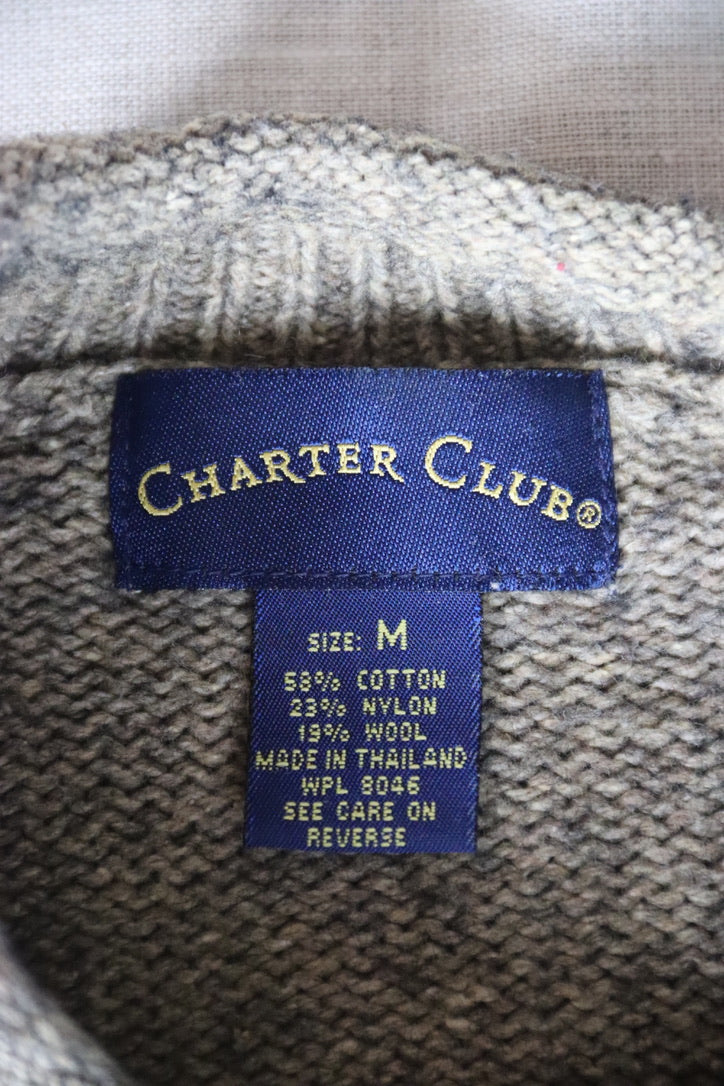 CHARTER CLUB®
SIZE: M
58% COTTON
23% NYLON
19% WOOL
MADE IN THAILAND
WPL 8046
SEE CARE ON
REVERSE